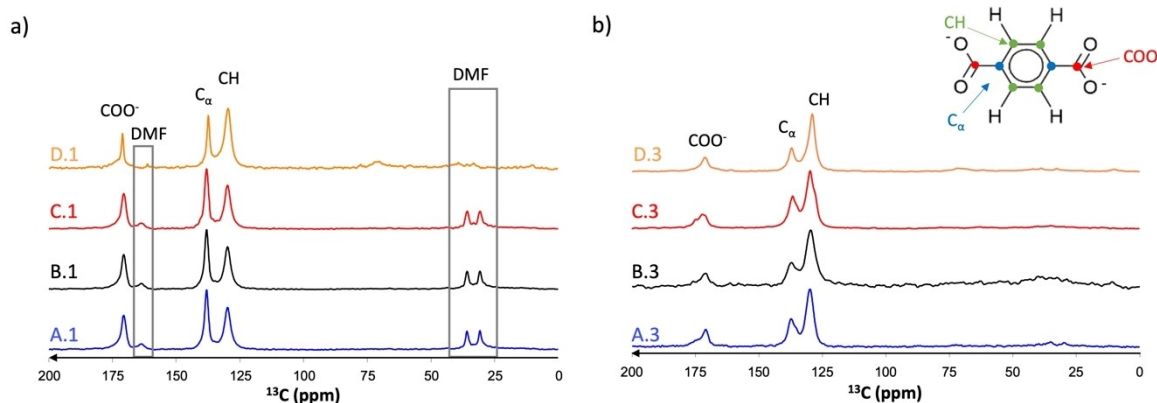 a)
COO⁻
DMF
Cα
CH
DMF
D.1
C.1
B.1
A.1
200 175 150 125 100 75 50 25 0
¹³C (ppm)
b)
CH
H H
O O
- COO
O O-
Cα
H H
COO⁻
Cα
CH
D.3
C.3
B.3
A.3
200 175 150 125 100 75 50 25 0
¹³C (ppm)